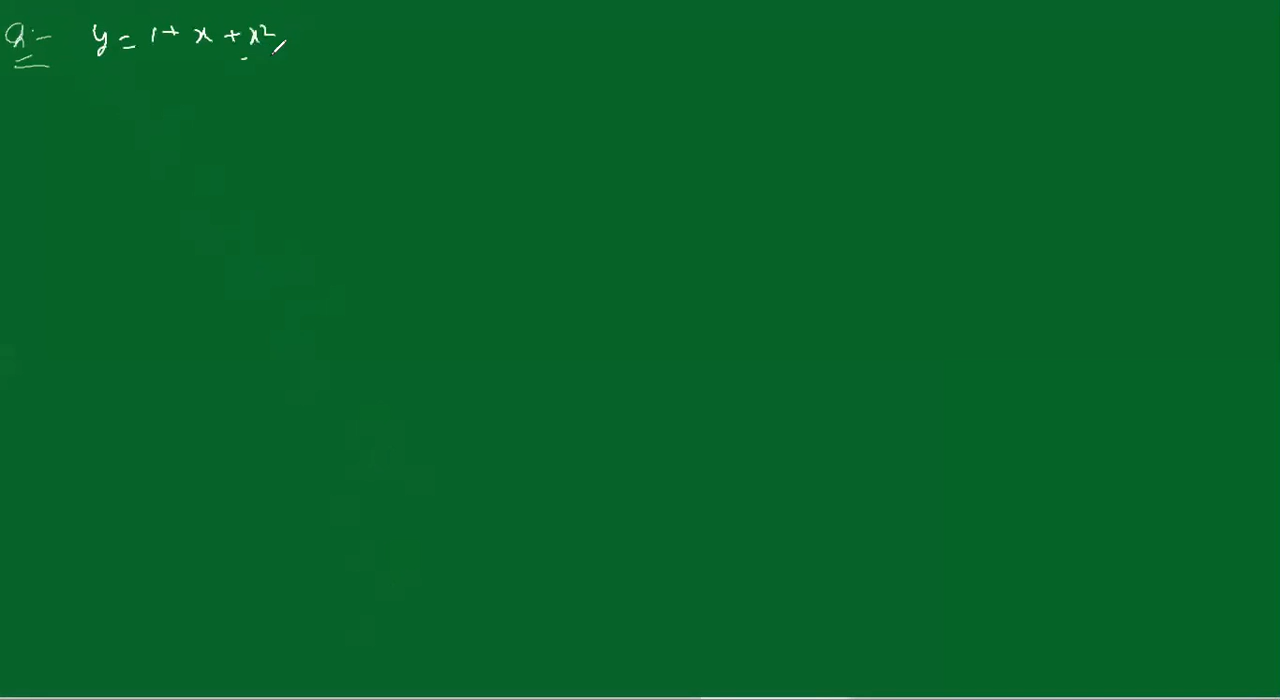 Q:- y = 1 + x + x²